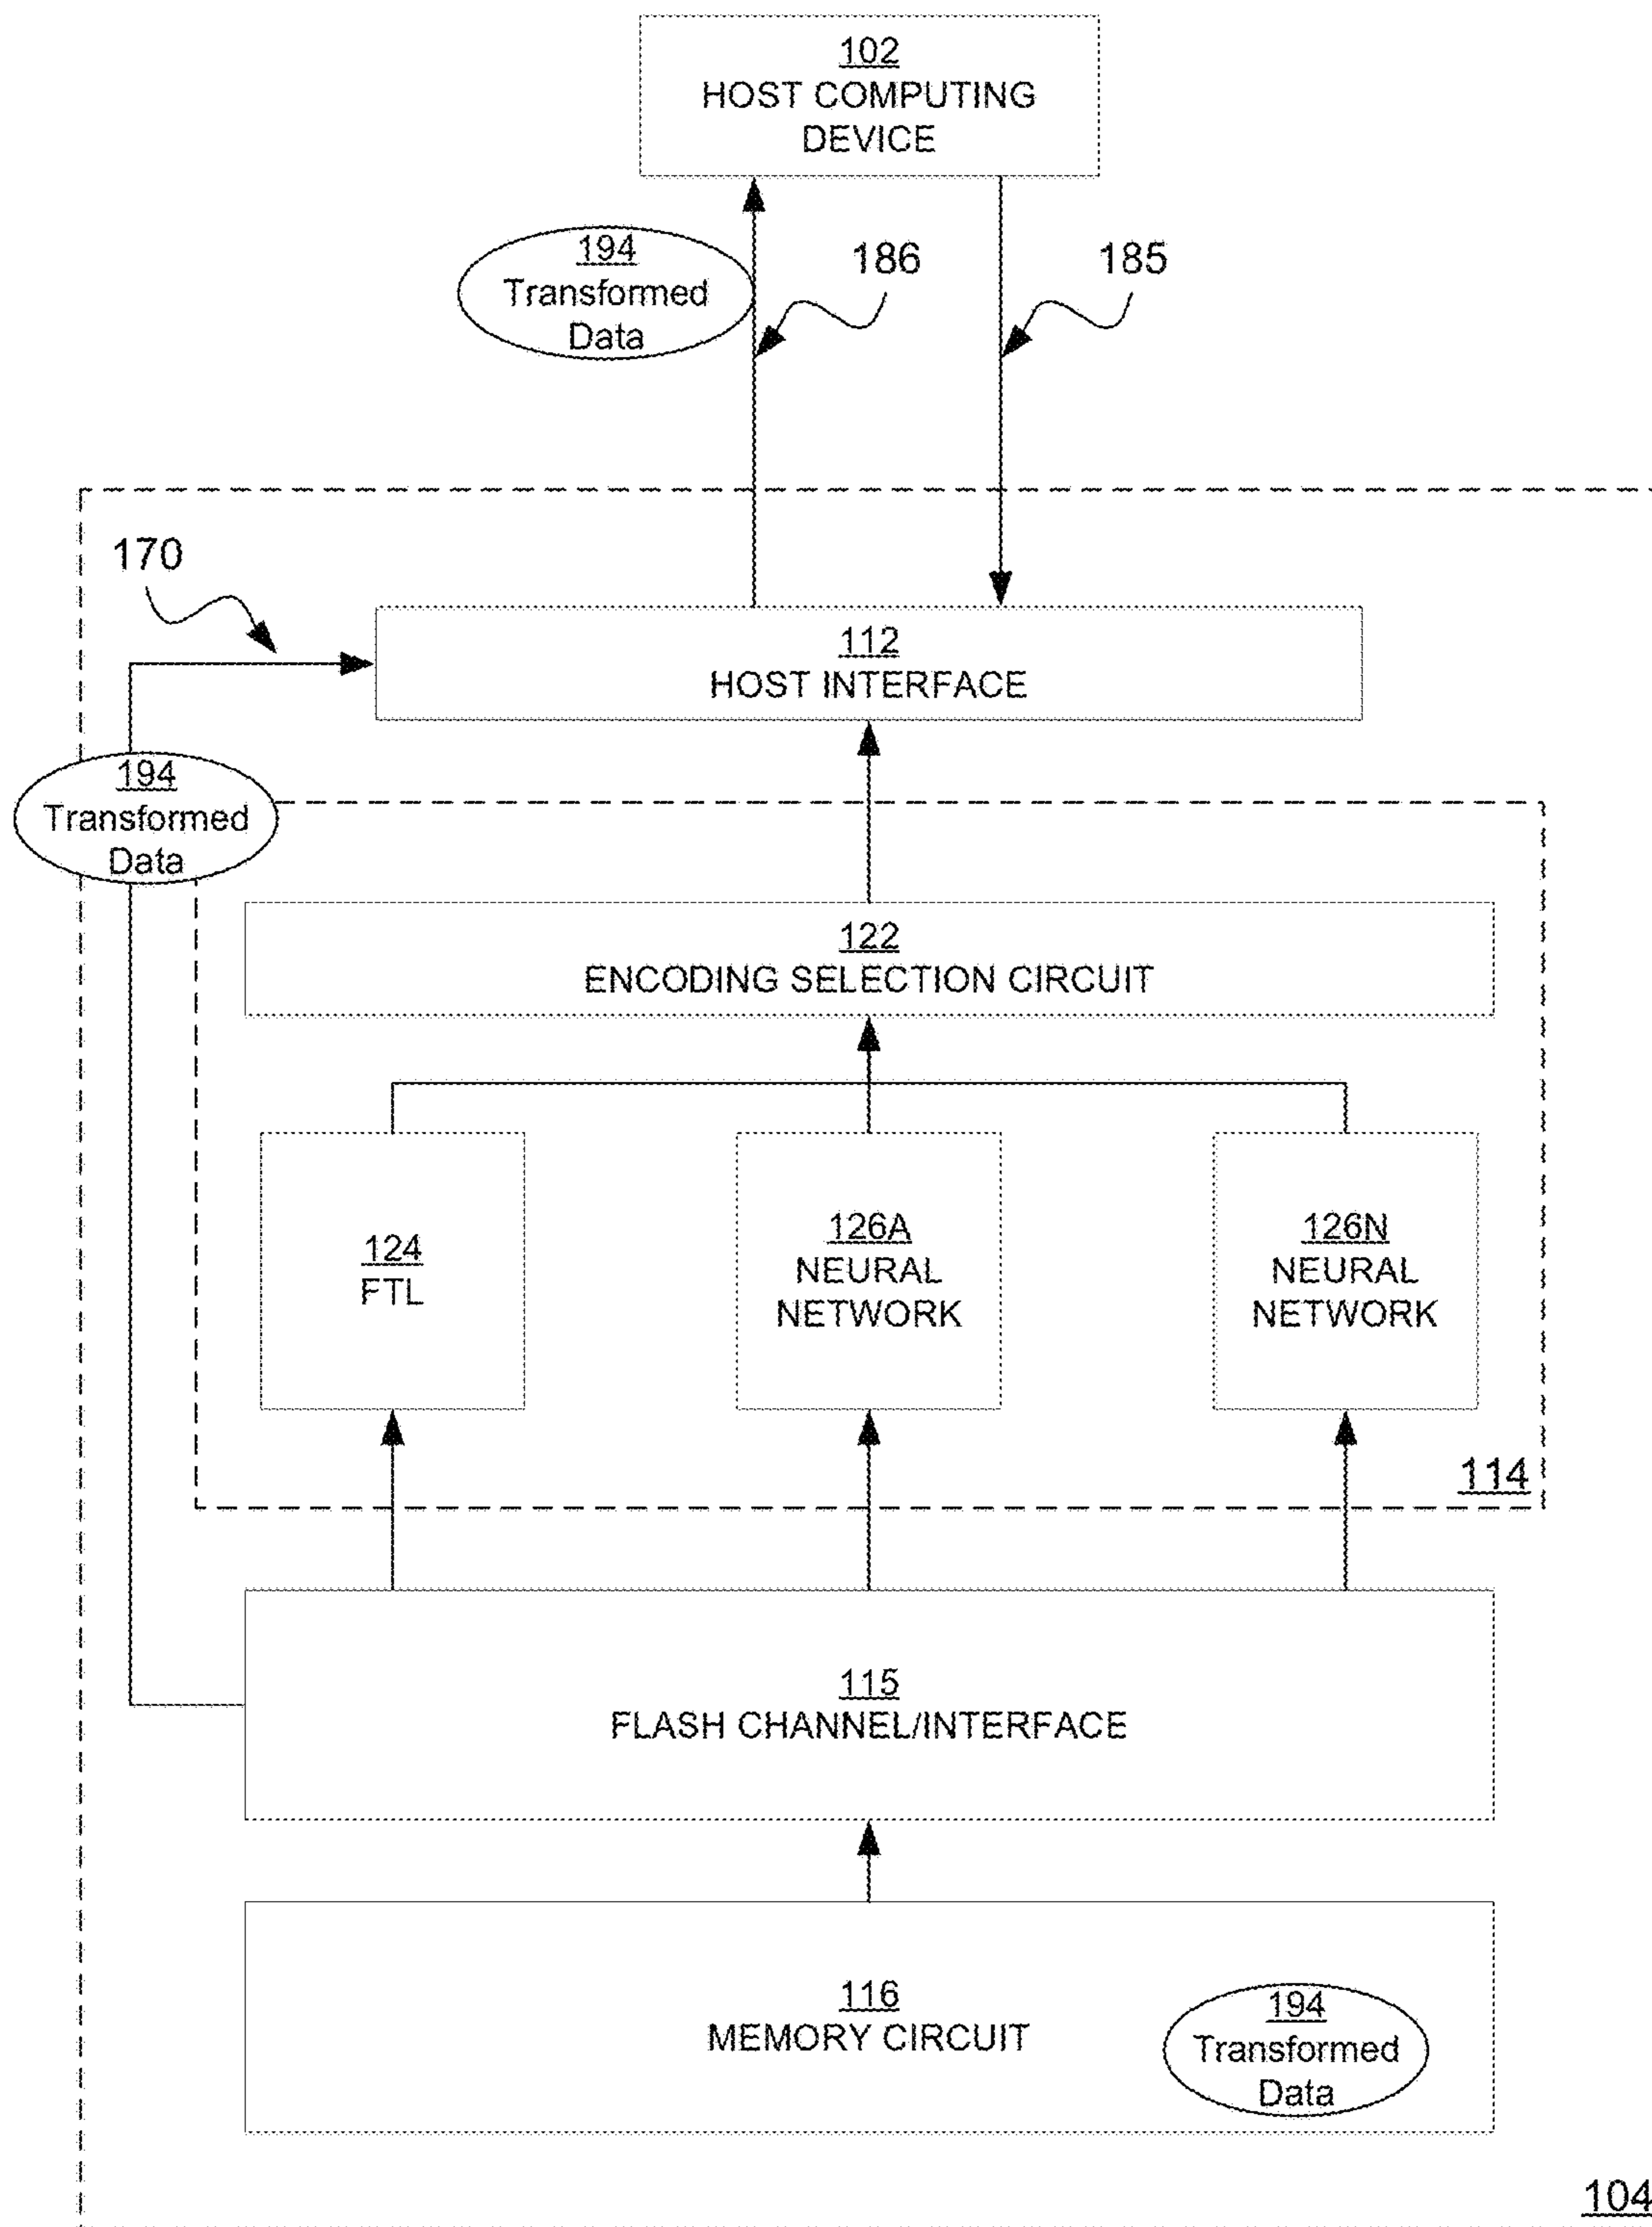 102
HOST COMPUTING
DEVICE
194
Transformed
Data
186
185
170
112
HOST INTERFACE
194
Transformed
Data
122
ENCODING SELECTION CIRCUIT
124
FTL
126A
NEURAL
NETWORK
126N
NEURAL
NETWORK
114
115
FLASH CHANNEL/INTERFACE
116
MEMORY CIRCUIT
194
Transformed
Data
104